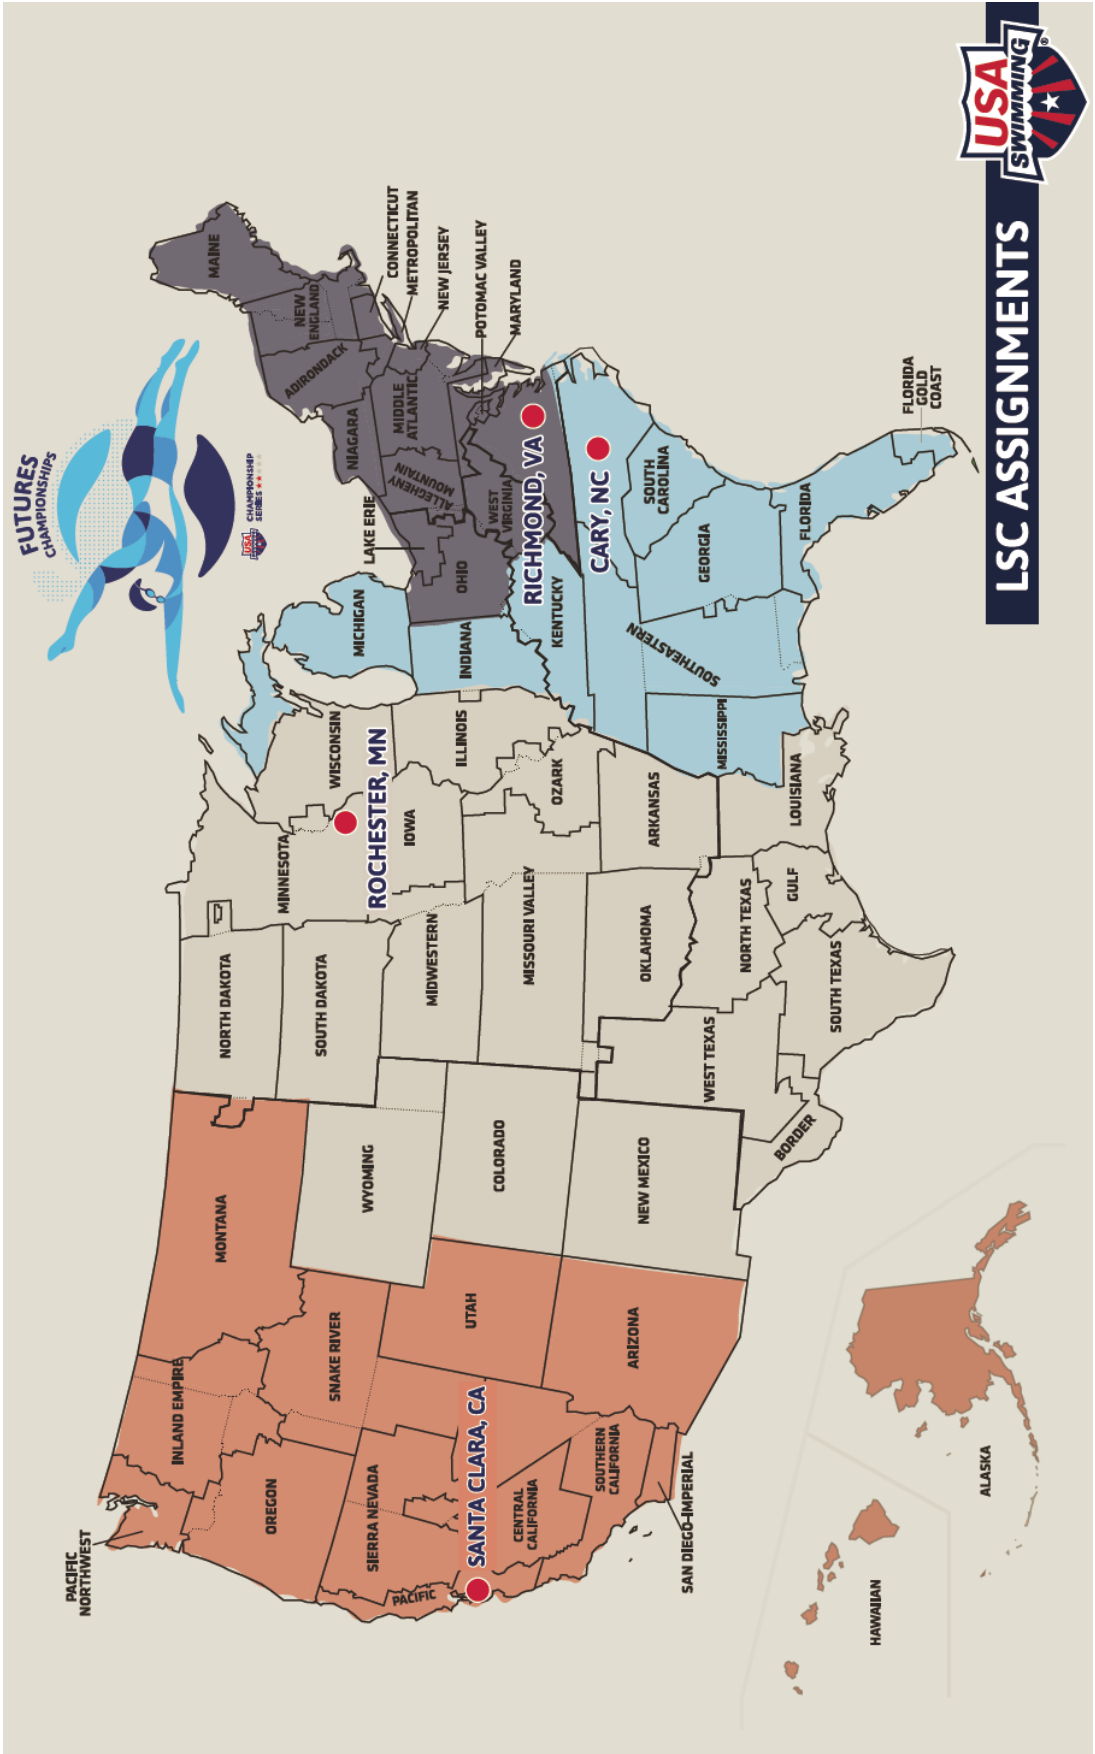 FUTURES
CHAMPIONSHIPS
USA
CHAMPIONSHIP
SERIES
PACIFIC
NORTHWEST
INLAND EMPIRE
MONTANA
NORTH DAKOTA
MINNESOTA
OREGON
SNAKE RIVER
WYOMING
SOUTH DAKOTA
WISCONSIN
MICHIGAN
ROCHESTER, MN
SIERRA NEVADA
PACIFIC
UTAH
COLORADO
MIDWESTERN
IOWA
ILLINOIS
INDIANA
OHIO
LAKE ERIE
ALLEGHENY
MOUNTAIN
NIAGARA
ADIRONDACK
NEW
ENGLAND
MAINE
CONNECTICUT
METROPOLITAN
NEW JERSEY
MIDDLE
ATLANTIC
POTOMAC VALLEY
MARYLAND
WEST
VIRGINIA
RICHMOND, VA
SANTA CLARA, CA
CENTRAL
CALIFORNIA
SOUTHERN
CALIFORNIA
SAN DIEGO-IMPERIAL
ARIZONA
NEW MEXICO
MISSOURI VALLEY
OZARK
KENTUCKY
CARY, NC
OKLAHOMA
ARKANSAS
SOUTHEASTERN
MISSISSIPPI
GEORGIA
SOUTH
CAROLINA
WEST TEXAS
NORTH TEXAS
BORDER
SOUTH TEXAS
GULF
LOUISIANA
FLORIDA
FLORIDA
GOLD
COAST
HAWAIIAN
ALASKA
LSC ASSIGNMENTS
USA
SWIMMING®